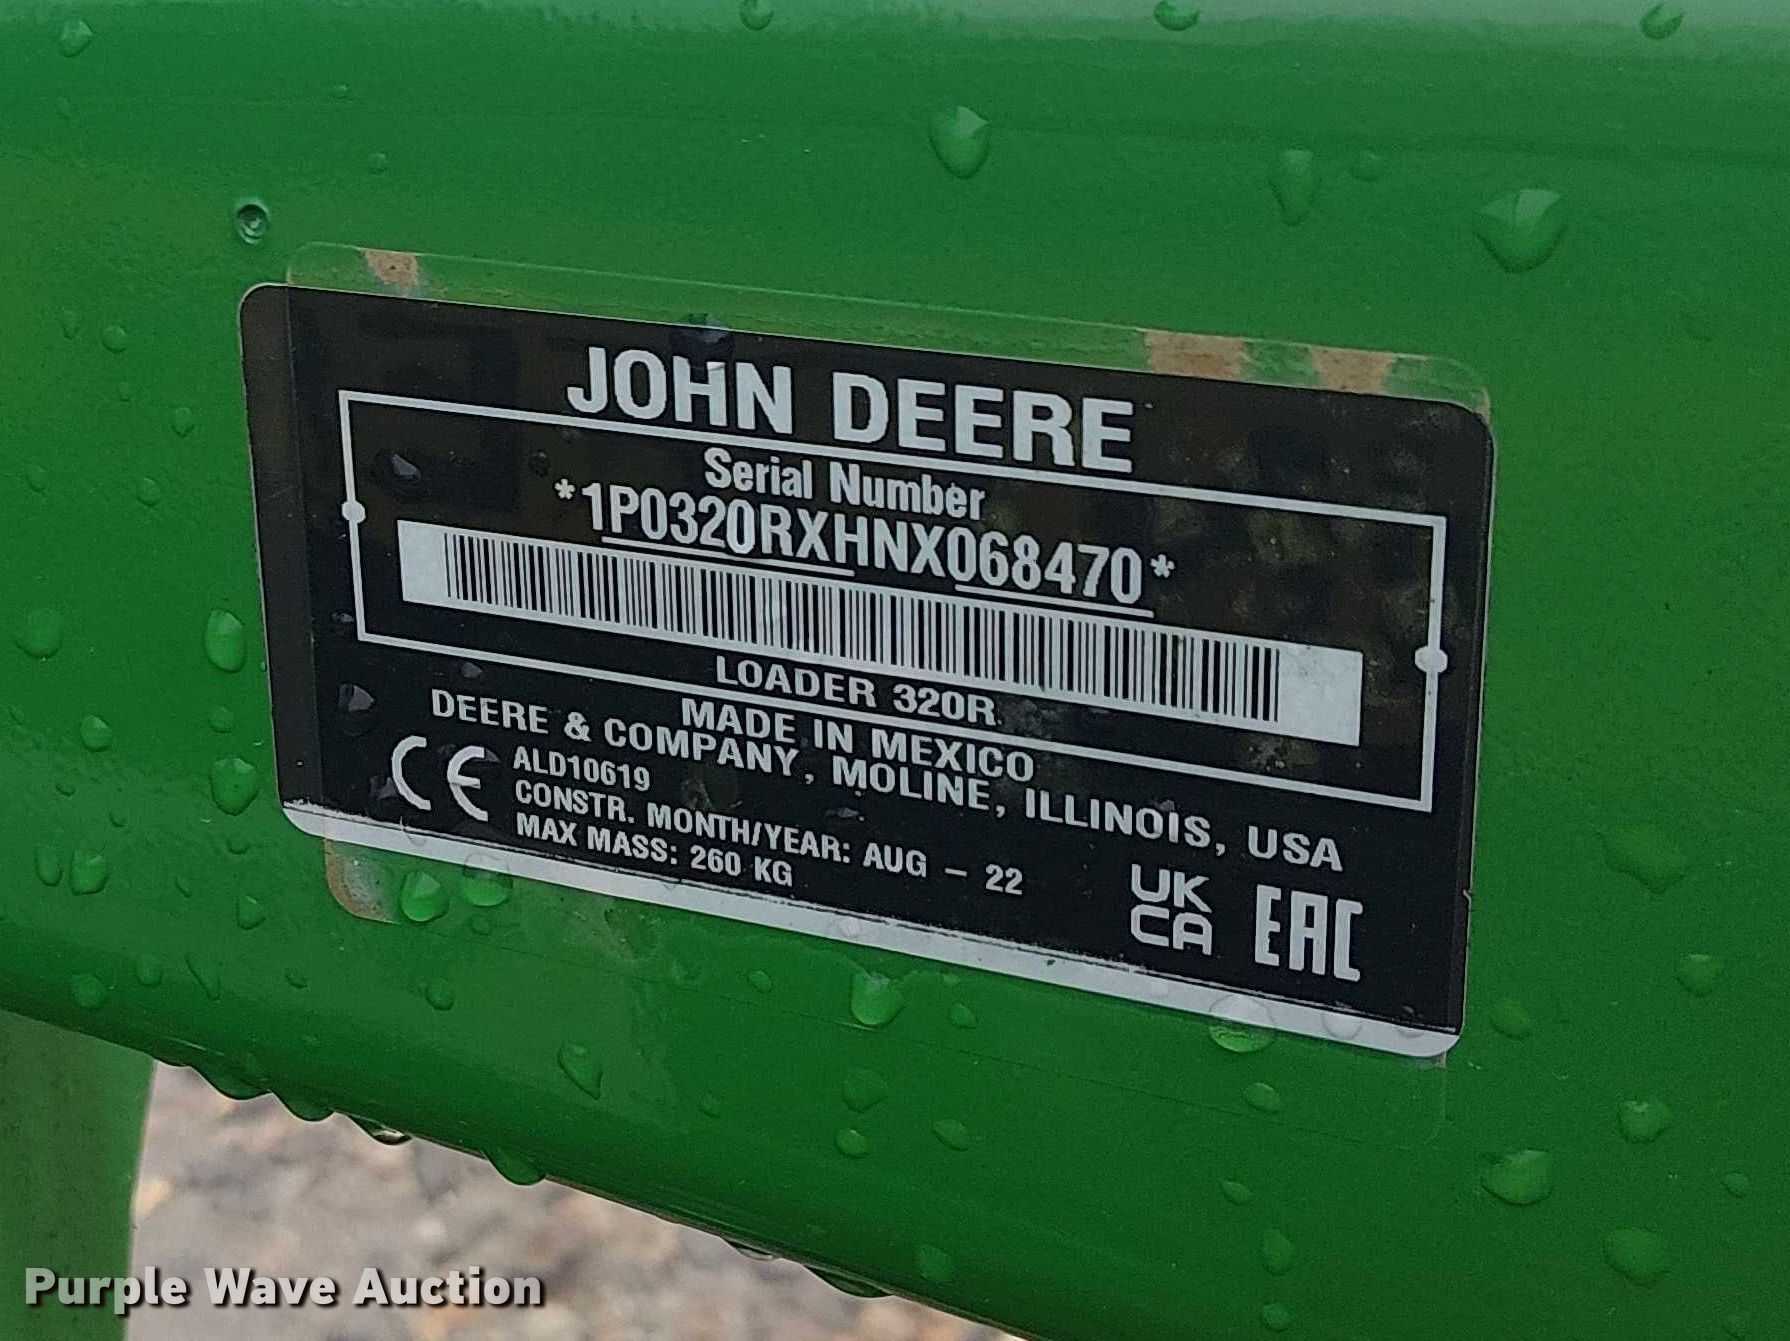 JOHN DEERE
Serial Number
*1P0320RXHNX068470*
LOADER 320R
MADE IN MEXICO
DEERE & COMPANY, MOLINE, ILLINOIS, USA
CE
ALD10619
CONSTR. MONTH/YEAR: AUG - 22
MAX MASS: 260 KG
UK
CA
EAC
Purple Wave Auction